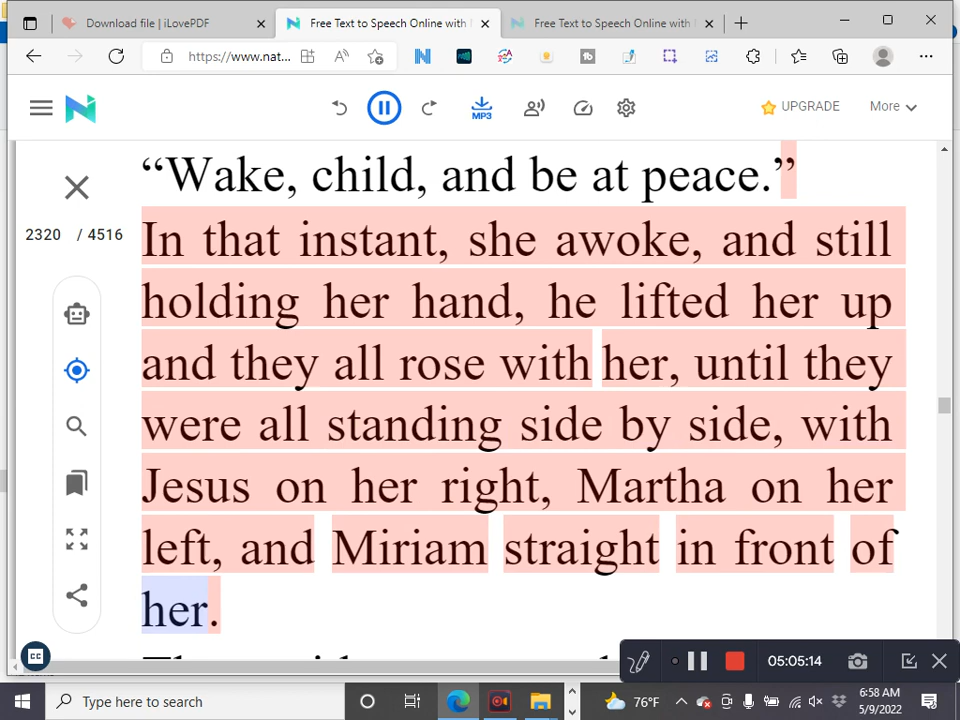 Download file | iLovePDF
Free Text to Speech Online with
Free Text to Speech Online with
https://www.nat...
MP3
UPGRADE
More
“Wake, child, and be at peace.”
2320 / 4516
In that instant, she awoke, and still
holding her hand, he lifted her up
and they all rose with her, until they
were all standing side by side, with
Jesus on her right, Martha on her
left, and Miriam straight in front of
her.
CC
05:05:14
Type here to search
76°F
6:58 AM
5/9/2022